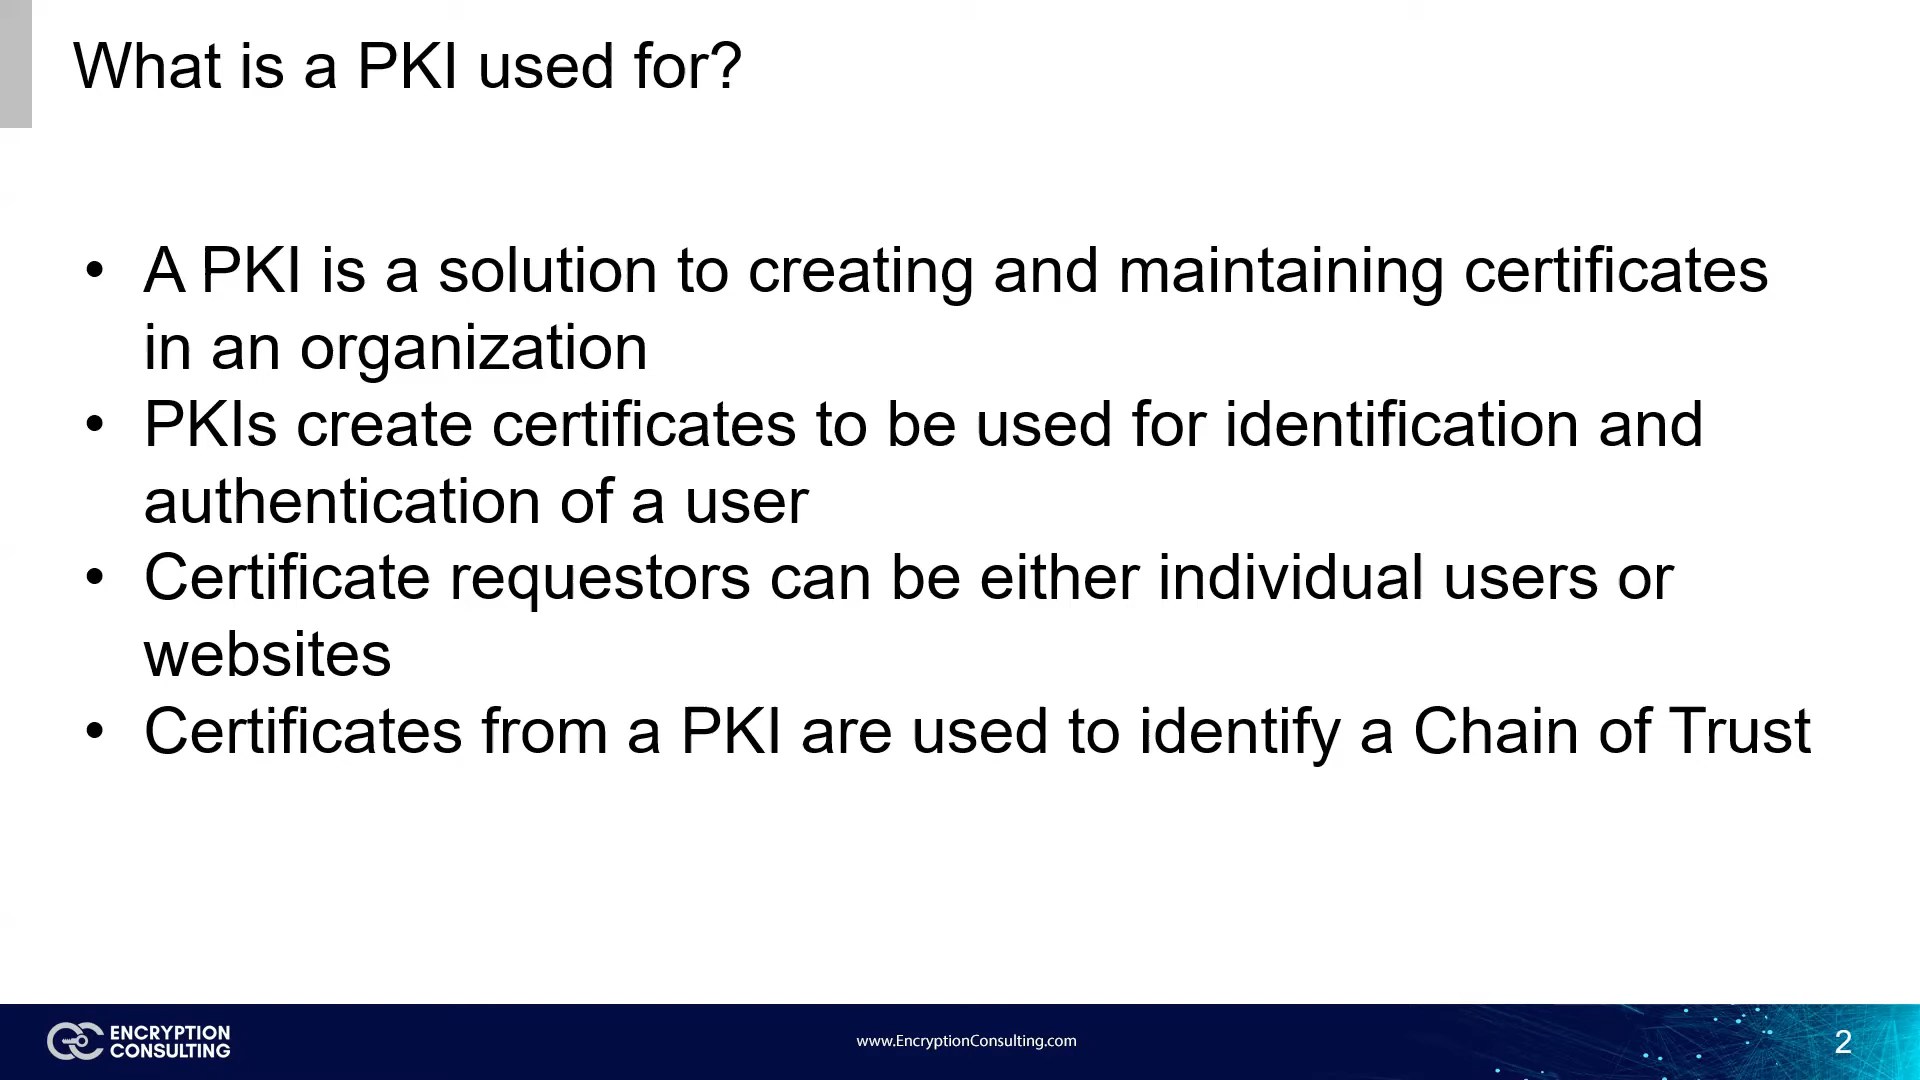 What is a PKI used for?
• A PKI is a solution to creating and maintaining certificates
in an organization
• PKIs create certificates to be used for identification and
authentication of a user
• Certificate requestors can be either individual users or
websites
• Certificates from a PKI are used to identify a Chain of Trust
ENCRYPTION
CONSULTING
www.EncryptionConsulting.com
2